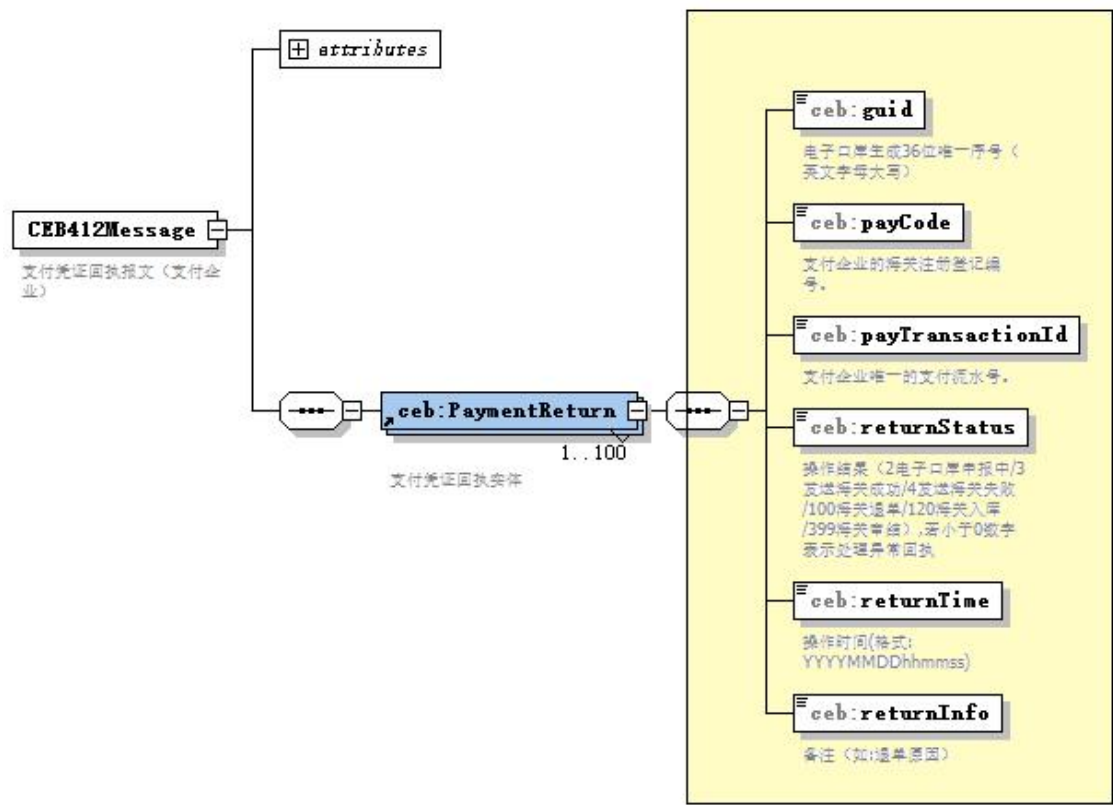 attributes
CEB412Message
支付凭证回执报文（支付企
业）
ceb:PaymentReturn
1..100
支付凭证回执实体
ceb:guid
电子口岸生成36位唯一序号（
英文字母大写）
ceb:payCode
支付企业的海关注册登记编
号。
ceb:payTransactionId
支付企业唯一的支付流水号。
ceb:returnStatus
操作结果（2电子口岸申报中/3
发送海关成功/4发送海关失败
/100海关退单/120海关入库
/399海关审结）,若小于0数字
表示处理异常回执
ceb:returnTime
操作时间(格式:
YYYYMMDDhhmmss)
ceb:returnInfo
备注（如:退单原因）